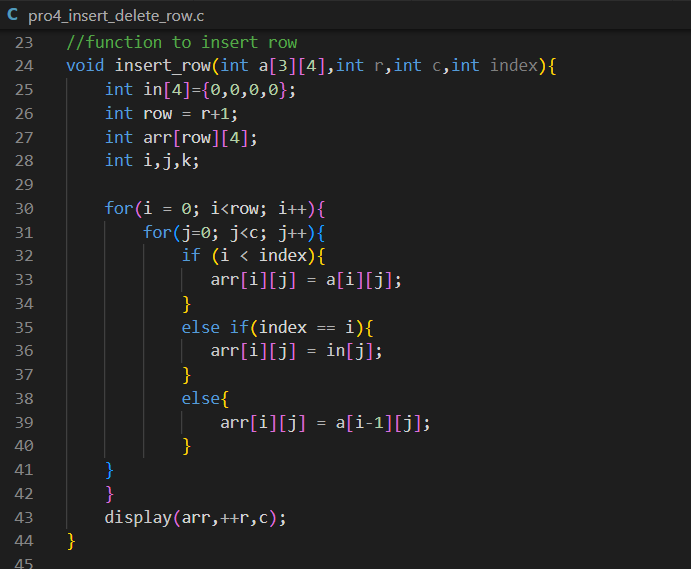 C pro4_insert_delete_row.c
23 //function to insert row
24 void insert_row(int a[3][4],int r,int c,int index){
25     int in[4]={0,0,0,0};
26     int row = r+1;
27     int arr[row][4];
28     int i,j,k;
29
30     for(i = 0; i<row; i++){
31         for(j=0; j<c; j++){
32             if (i < index){
33                arr[i][j] = a[i][j];
34             }
35             else if(index == i){
36                arr[i][j] = in[j];
37             }
38             else{
39                 arr[i][j] = a[i-1][j];
40             }
41     }
42     }
43     display(arr,++r,c);
44 }
45